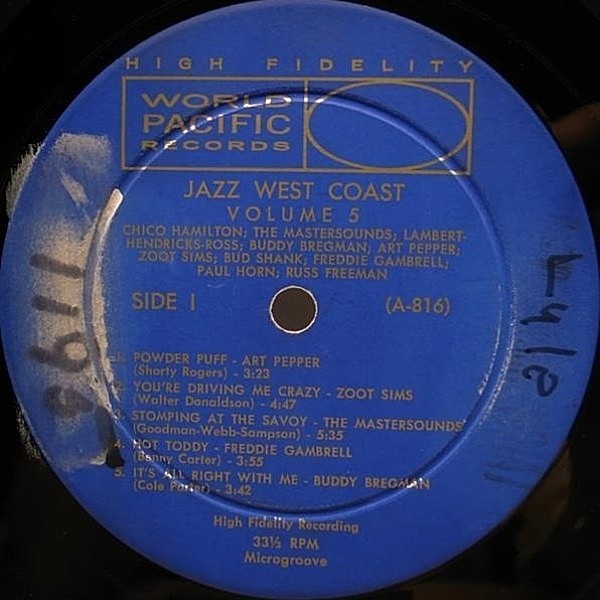 HIGH FIDELITY
WORLD
PACIFIC
RECORDS
JAZZ WEST COAST
VOLUME 5
CHICO HAMILTON; THE MASTERSOUNDS; LAMBERT-
HENDRICKS-ROSS; BUDDY BREGMAN; ART PEPPER;
ZOOT SIMS; BUD SHANK; FREDDIE GAMBRELL;
PAUL HORN; RUSS FREEMAN
SIDE 1 (A-816)
1. POWDER PUFF - ART PEPPER
(Shorty Rogers) - 3:23
2. YOU'RE DRIVING ME CRAZY - ZOOT SIMS
(Walter Donaldson) - 4:47
3. STOMPING AT THE SAVOY - THE MASTERSOUNDS
(Goodman-Webb-Sampson) - 5:35
4. HOT TODDY - FREDDIE GAMBRELL
(Benny Carter) - 3:55
5. IT'S ALL RIGHT WITH ME - BUDDY BREGMAN
(Cole Porter) - 3:42
High Fidelity Recording
33⅓ RPM
Microgroove